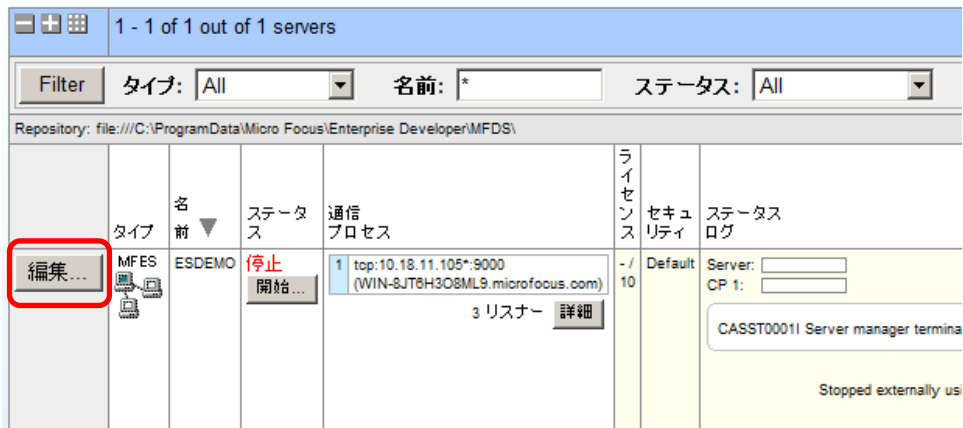 1 - 1 of 1 out of 1 servers
Filter タイプ: All 名前: * ステータス: All
Repository: file:///C:\ProgramData\Micro Focus\Enterprise Developer\MFDS\
タイプ 名前 ステータス 通信プロセス ライセンス セキュリティ ステータスログ
編集... MFES ESDEMO 停止 1 tcp:10.18.11.105*:9000 - / Default Server:
開始... (WIN-8JT6H3O8ML9.microfocus.com) 10 CP 1:
3 リスナー 詳細
CASST0001I Server manager termina
Stopped externally usi